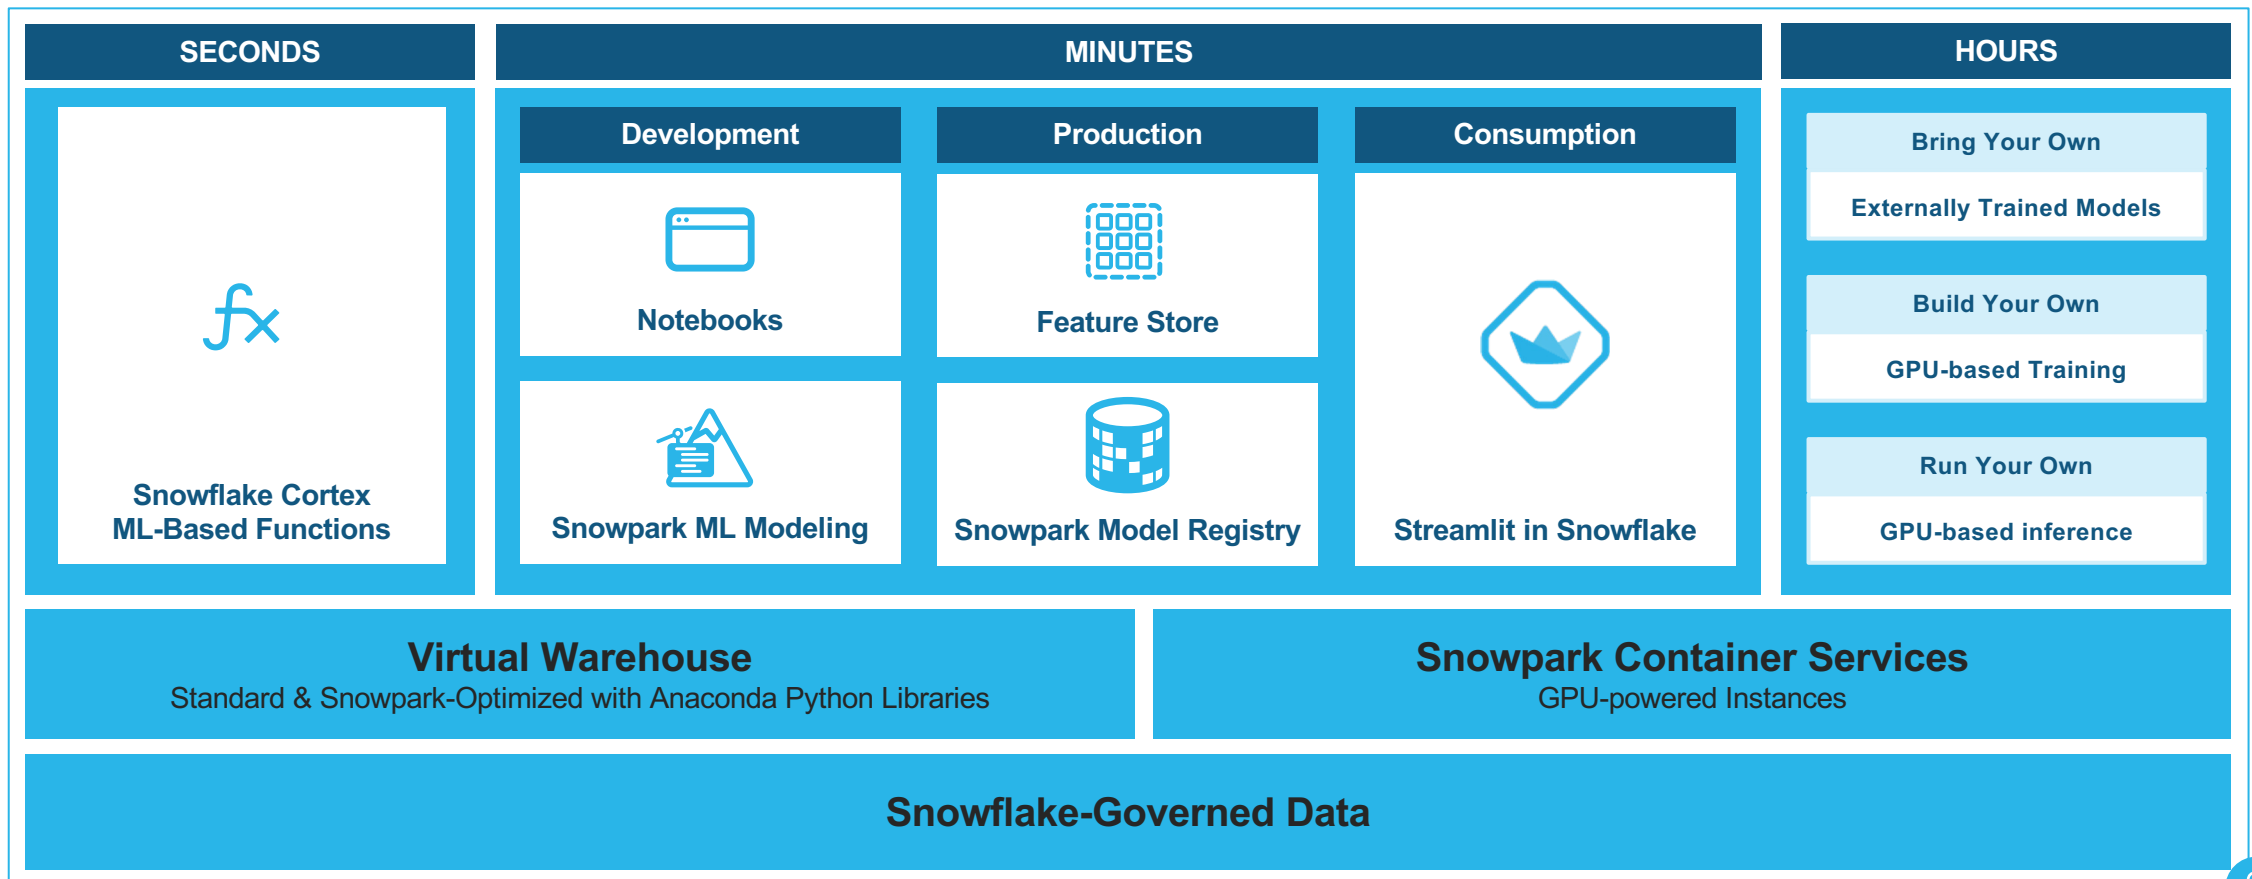 SECONDS
MINUTES
HOURS
Snowflake Cortex
ML-Based Functions
Development
Notebooks
Snowpark ML Modeling
Production
Feature Store
Snowpark Model Registry
Consumption
Streamlit in Snowflake
Bring Your Own
Externally Trained Models
Build Your Own
GPU-based Training
Run Your Own
GPU-based inference
Virtual Warehouse
Standard & Snowpark-Optimized with Anaconda Python Libraries
Snowpark Container Services
GPU-powered Instances
Snowflake-Governed Data